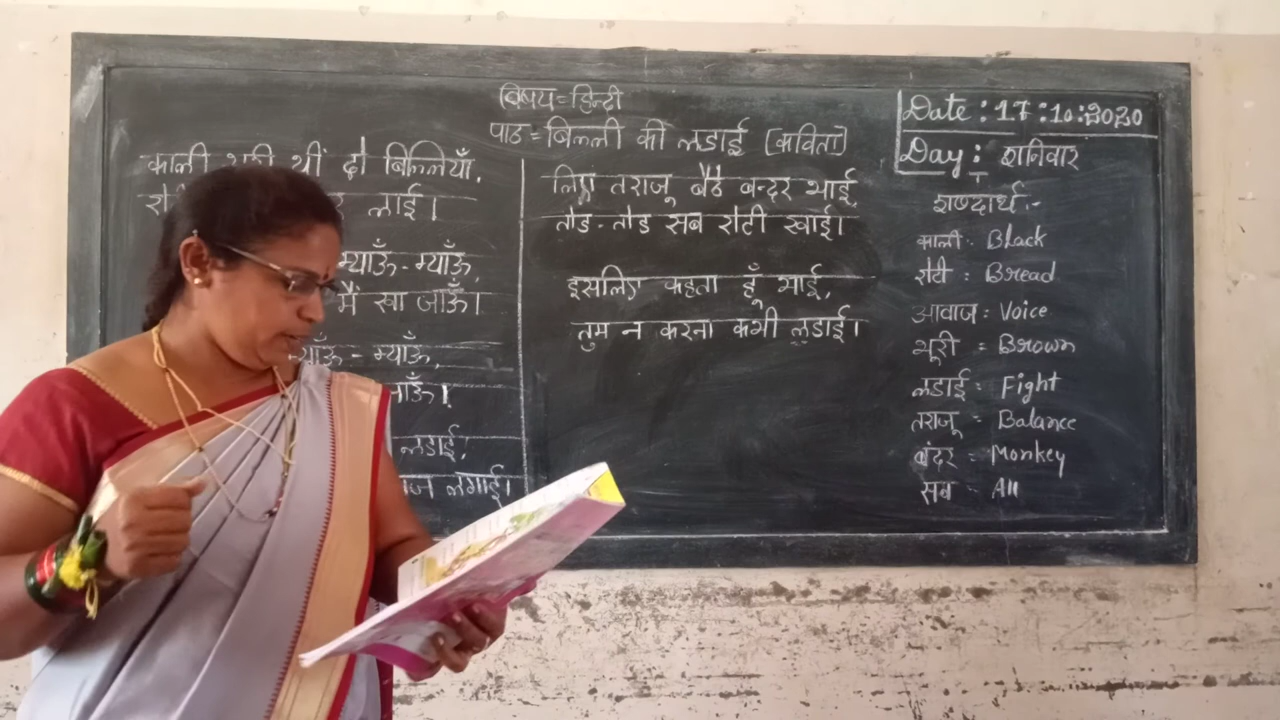 विषय=हिन्दी
पाठ=बिल्ली की लडाई [कविता]
Date:17:10:2020
Day: शनिवार
काली भूरी थीं दो बिल्लियाँ,
लाई।
म्याऊँ-म्याऊँ,
मैं खा जाऊँ।
म्याऊँ-म्याऊँ,
लडाई,
लगाई।
लिए तराजू बैठे बन्दर भाई,
तोड-तोड सब रोटी खाई।
इसलिए कहता हूँ भाई,
तुम न करना कभी लडाई।
शब्दार्थ:-
काली - Black
रोटी : Bread
आवाज = Voice
भूरी = Brown
लडाई = Fight
तराजू = Balance
बंदर = Monkey
सब - All